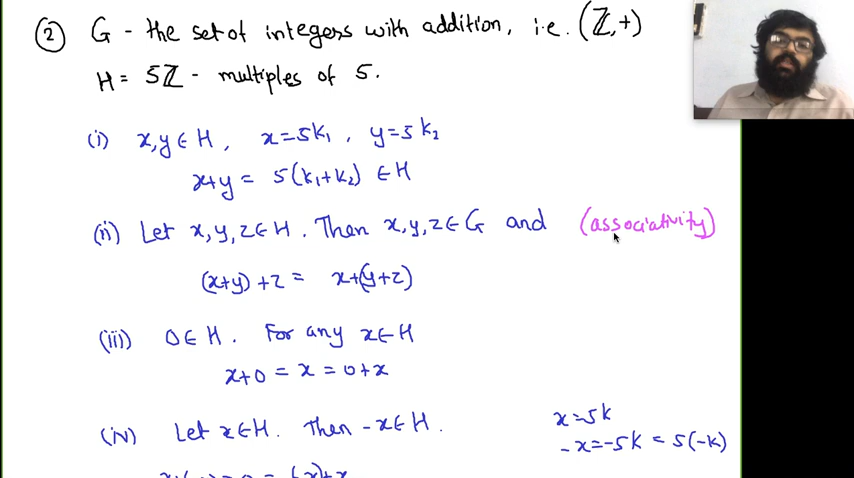 ② G - the set of integers with addition, i.e. (ℤ,+)
H = 5ℤ - multiples of 5.
(i) x,y ∈ H, x=5k₁, y=5k₂
x+y = 5(k₁+k₂) ∈ H
(ii) Let x,y,z ∈ H. Then x,y,z ∈ G and (associativity)
(x+y)+z = x+(y+z)
(iii) 0 ∈ H. For any x ∈ H
x+0 = x = 0+x
x=5k
(iv) Let x ∈ H. Then -x ∈ H.
-x=-5k = 5(-k)